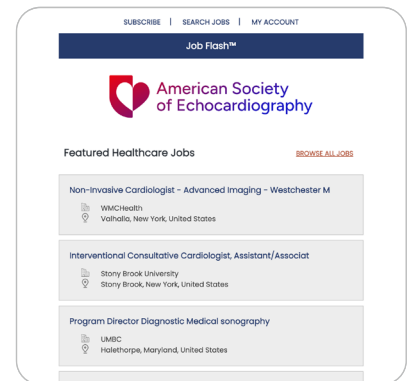 SUBSCRIBE | SEARCH JOBS | MY ACCOUNT
Job Flash™
American Society
of Echocardiography
Featured Healthcare Jobs
BROWSE ALL JOBS
Non-Invasive Cardiologist - Advanced Imaging - Westchester M
WMCHealth
Valhalla, New York, United States
Interventional Consultative Cardiologist, Assistant/Associat
Stony Brook University
Stony Brook, New York, United States
Program Director Diagnostic Medical sonography
UMBC
Halethorpe, Maryland, United States